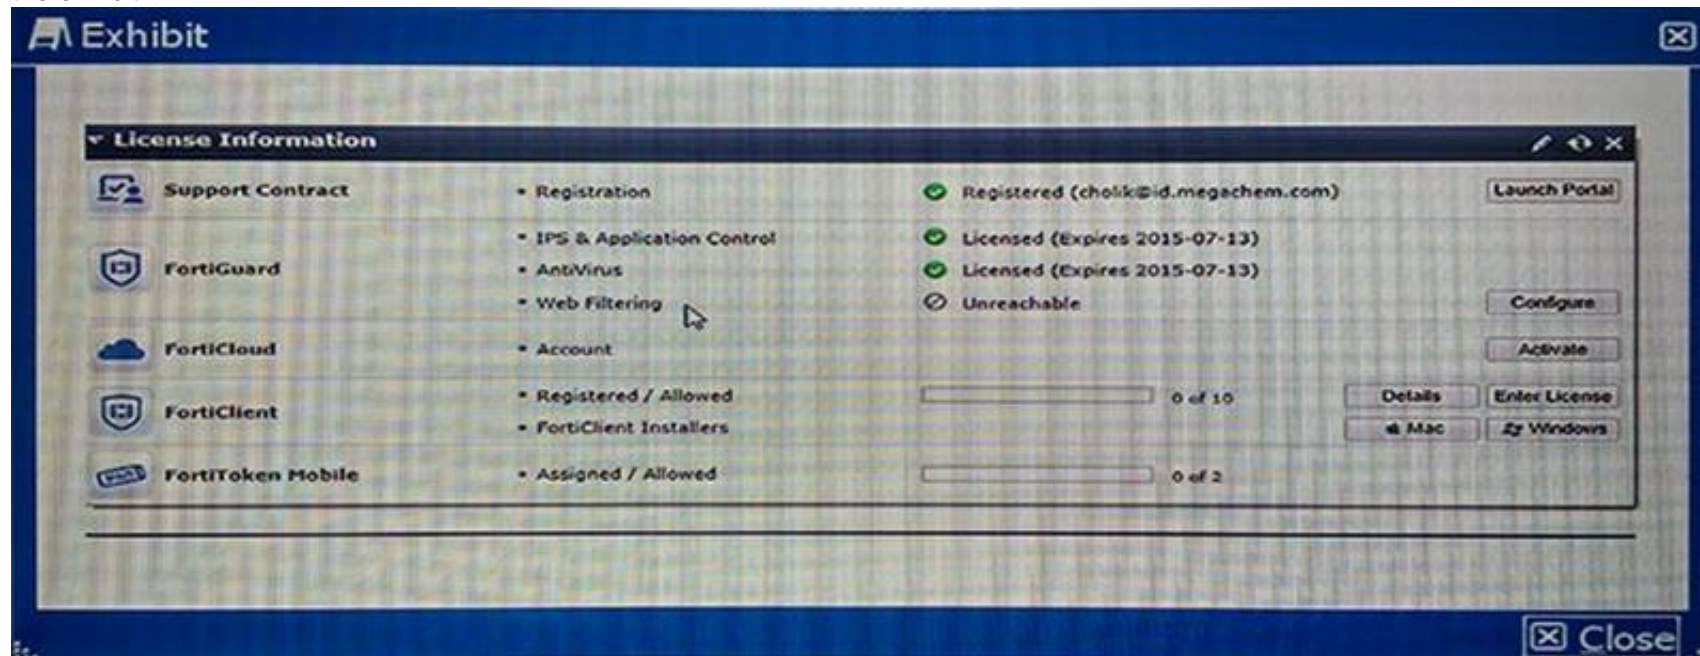 Exhibit
License Information
Support Contract • Registration Registered (cholik@id.megachem.com) Launch Portal
• IPS & Application Control Licensed (Expires 2015-07-13)
FortiGuard • AntiVirus Licensed (Expires 2015-07-13)
• Web Filtering Unreachable Configure
FortiCloud • Account Activate
• Registered / Allowed 0 of 10 Details Enter License
FortiClient
• FortiClient Installers Mac Windows
FortiToken Mobile • Assigned / Allowed 0 of 2
Close